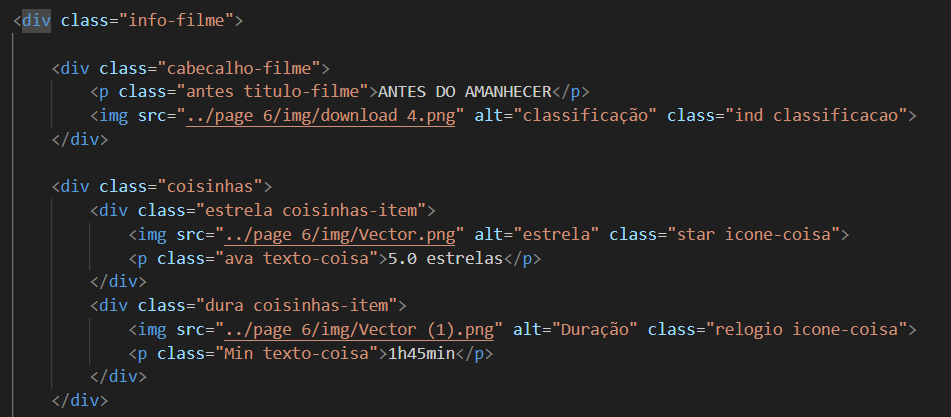 <div class="info-filme">
<div class="cabecalho-filme">
<p class="antes titulo-filme">ANTES DO AMANHECER</p>
<img src="../page 6/img/download 4.png" alt="classificação" class="ind classificacao">
</div>
<div class="coisinhas">
<div class="estrela coisinhas-item">
<img src="../page 6/img/Vector.png" alt="estrela" class="star icone-coisa">
<p class="ava texto-coisa">5.0 estrelas</p>
</div>
<div class="dura coisinhas-item">
<img src="../page 6/img/Vector (1).png" alt="Duração" class="relogio icone-coisa">
<p class="Min texto-coisa">1h45min</p>
</div>
</div>